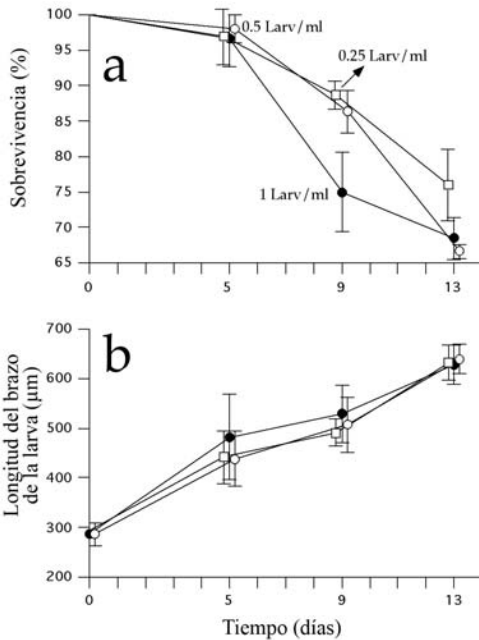 100
95
90
85
80
75
70
65
Sobrevivencia (%)
a
0.5 Larv/ml
0.25 Larv/ml
1 Larv/ml
0
5
9
13
b
700
600
500
400
300
200
Longitud del brazo
de la larva (µm)
0
5
9
13
Tiempo (días)